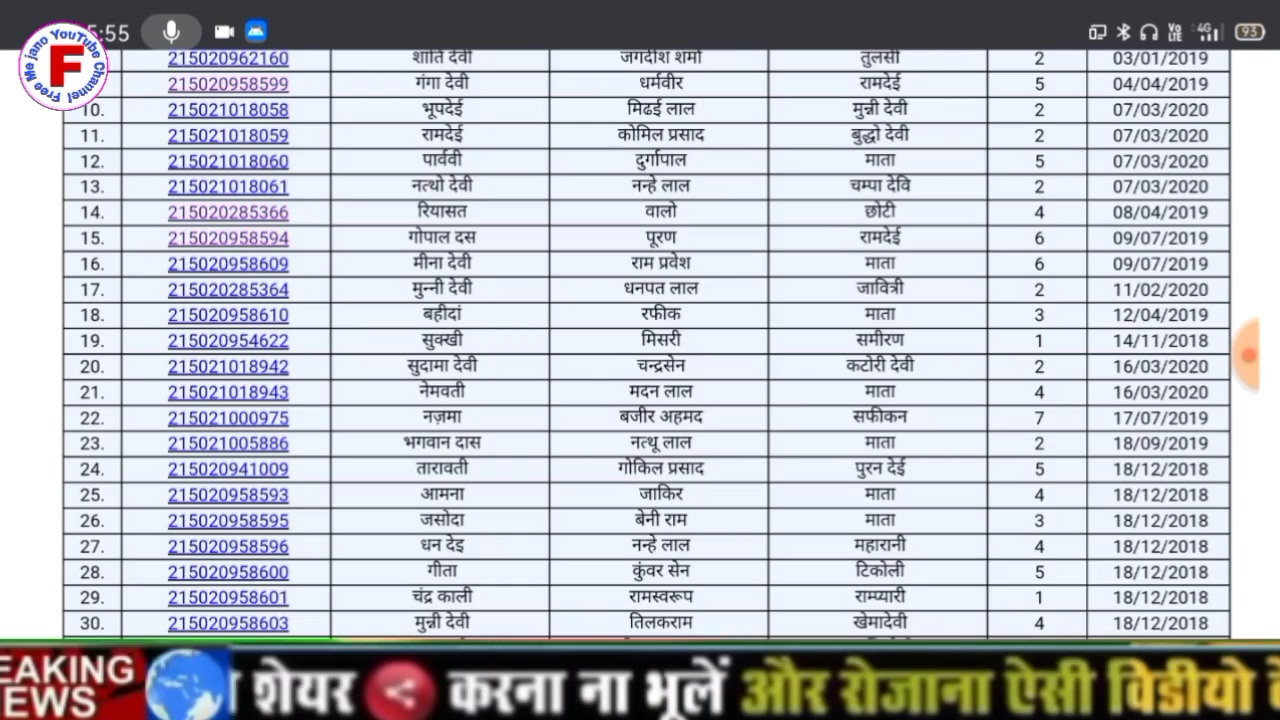 5:55 4G 93
Free Me jano YouTube Channel
F
215020962160 शांति देवी जगदीश शर्मा तुलसी 2 03/01/2019
215020958599 गंगा देवी धर्मवीर रामदेई 5 04/04/2019
10. 215021018058 भूपदेई मिढई लाल मुन्नी देवी 2 07/03/2020
11. 215021018059 रामदेई कोमिल प्रसाद बुद्धो देवी 2 07/03/2020
12. 215021018060 पार्ववी दुर्गापाल माता 5 07/03/2020
13. 215021018061 नत्थो देवी नन्हे लाल चम्पा देवि 2 07/03/2020
14. 215020285366 रियासत वालो छोटी 4 08/04/2019
15. 215020958594 गोपाल दस पूरण रामदेई 6 09/07/2019
16. 215020958609 मीना देवी राम प्रवेश माता 6 09/07/2019
17. 215020285364 मुन्नी देवी धनपत लाल जावित्री 2 11/02/2020
18. 215020958610 बहीदां रफीक माता 3 12/04/2019
19. 215020954622 सुक्खी मिसरी समीरण 1 14/11/2018
20. 215021018942 सुदामा देवी चन्द्रसेन कटोरी देवी 2 16/03/2020
21. 215021018943 नेमवती मदन लाल माता 4 16/03/2020
22. 215021000975 नज़मा बजीर अहमद सफीकन 7 17/07/2019
23. 215021005886 भगवान दास नत्थू लाल माता 2 18/09/2019
24. 215020941009 तारावती गोकिल प्रसाद पुरन देई 5 18/12/2018
25. 215020958593 आमना जाकिर माता 4 18/12/2018
26. 215020958595 जसोदा बेनी राम माता 3 18/12/2018
27. 215020958596 धन देइ नन्हे लाल महारानी 4 18/12/2018
28. 215020958600 गीता कुंवर सेन टिकोली 5 18/12/2018
29. 215020958601 चंद्र काली रामस्वरूप राम्प्यारी 1 18/12/2018
30. 215020958603 मुन्नी देवी तिलकराम खेमादेवी 4 18/12/2018
EAKING
NEWS
शेयर करना ना भूलें और रोजाना ऐसी विडीयो